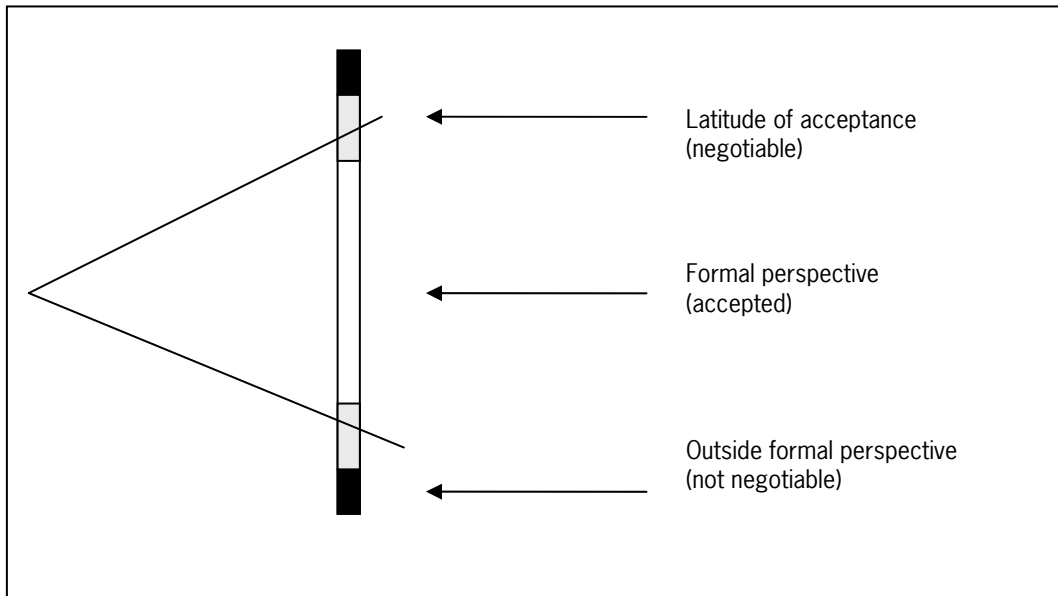 Latitude of acceptance
(negotiable)
Formal perspective
(accepted)
Outside formal perspective
(not negotiable)